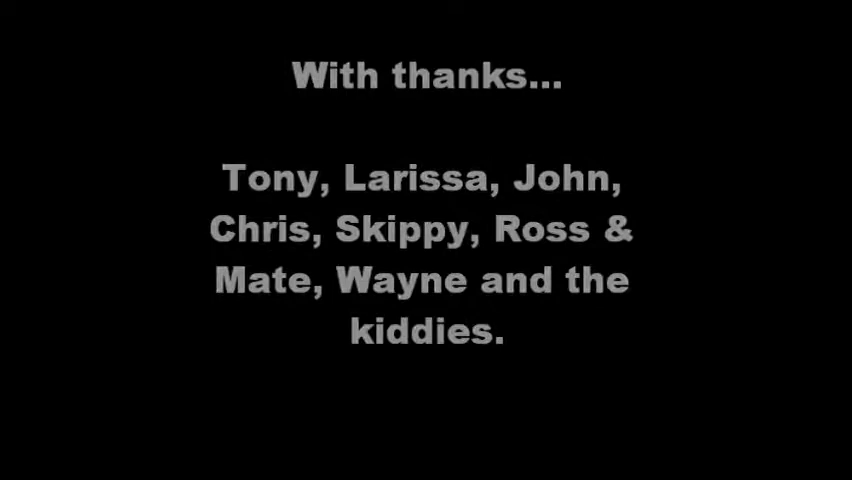 With thanks...
Tony, Larissa, John,
Chris, Skippy, Ross &
Mate, Wayne and the
kiddies.